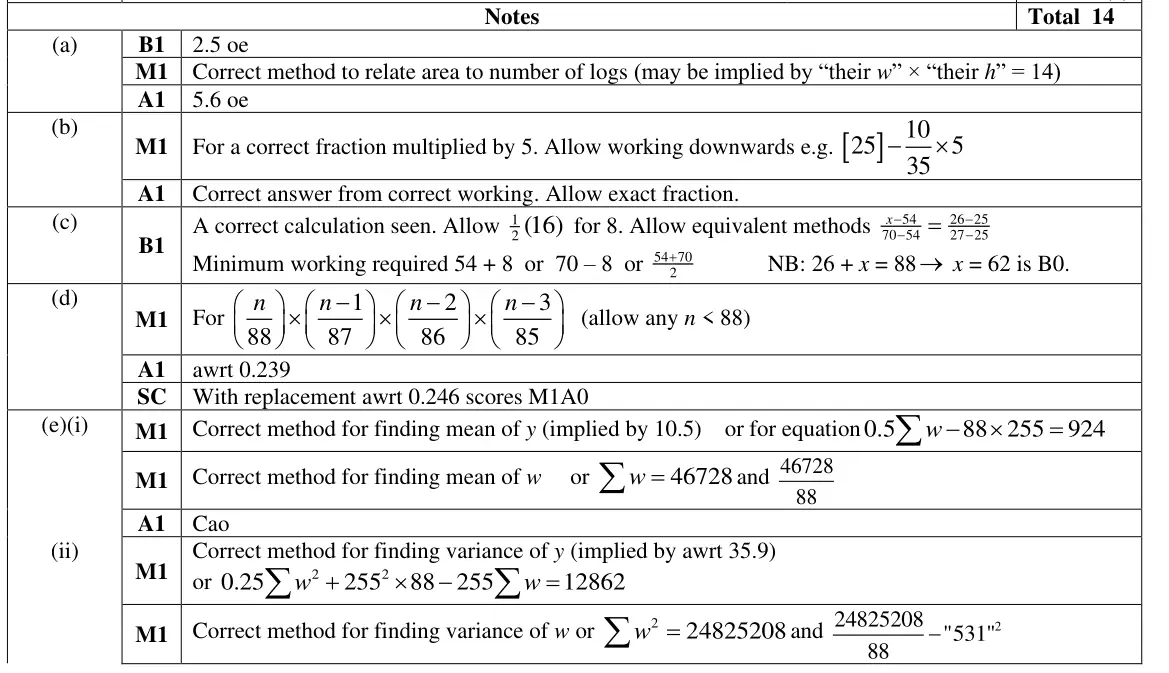 Notes Total 14
(a) B1 2.5 oe
M1 Correct method to relate area to number of logs (may be implied by “their w” × “their h” = 14)
A1 5.6 oe
(b) M1 For a correct fraction multiplied by 5. Allow working downwards e.g. [25] − 10/35 × 5
A1 Correct answer from correct working. Allow exact fraction.
(c) B1 A correct calculation seen. Allow 1/2 (16) for 8. Allow equivalent methods (x−54)/(70−54) = (26−25)/(27−25)
Minimum working required 54 + 8 or 70 – 8 or (54+70)/2 NB: 26 + x = 88 → x = 62 is B0.
(d) M1 For (n/88) × ((n−1)/87) × ((n−2)/86) × ((n−3)/85) (allow any n < 88)
A1 awrt 0.239
SC With replacement awrt 0.246 scores M1A0
(e)(i) M1 Correct method for finding mean of y (implied by 10.5) or for equation 0.5∑w − 88 × 255 = 924
M1 Correct method for finding mean of w or ∑w = 46728 and 46728/88
A1 Cao
(ii) M1 Correct method for finding variance of y (implied by awrt 35.9)
or 0.25∑w² + 255² × 88 − 255∑w = 12862
M1 Correct method for finding variance of w or ∑w² = 24825208 and 24825208/88 − "531"²